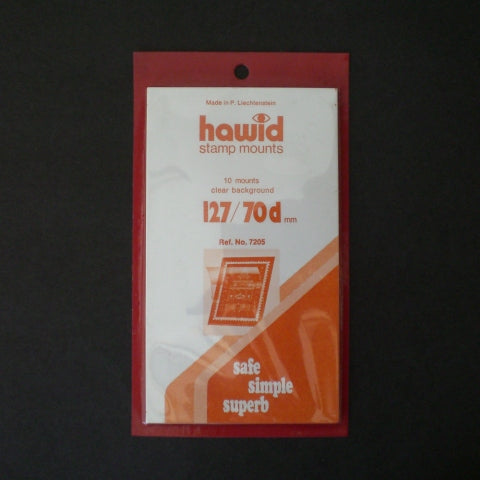 Made in P. Liechtenstein
hawid
stamp mounts
10 mounts
clear background
127/70d mm
Ref. No. 7205
safe
simple
superb